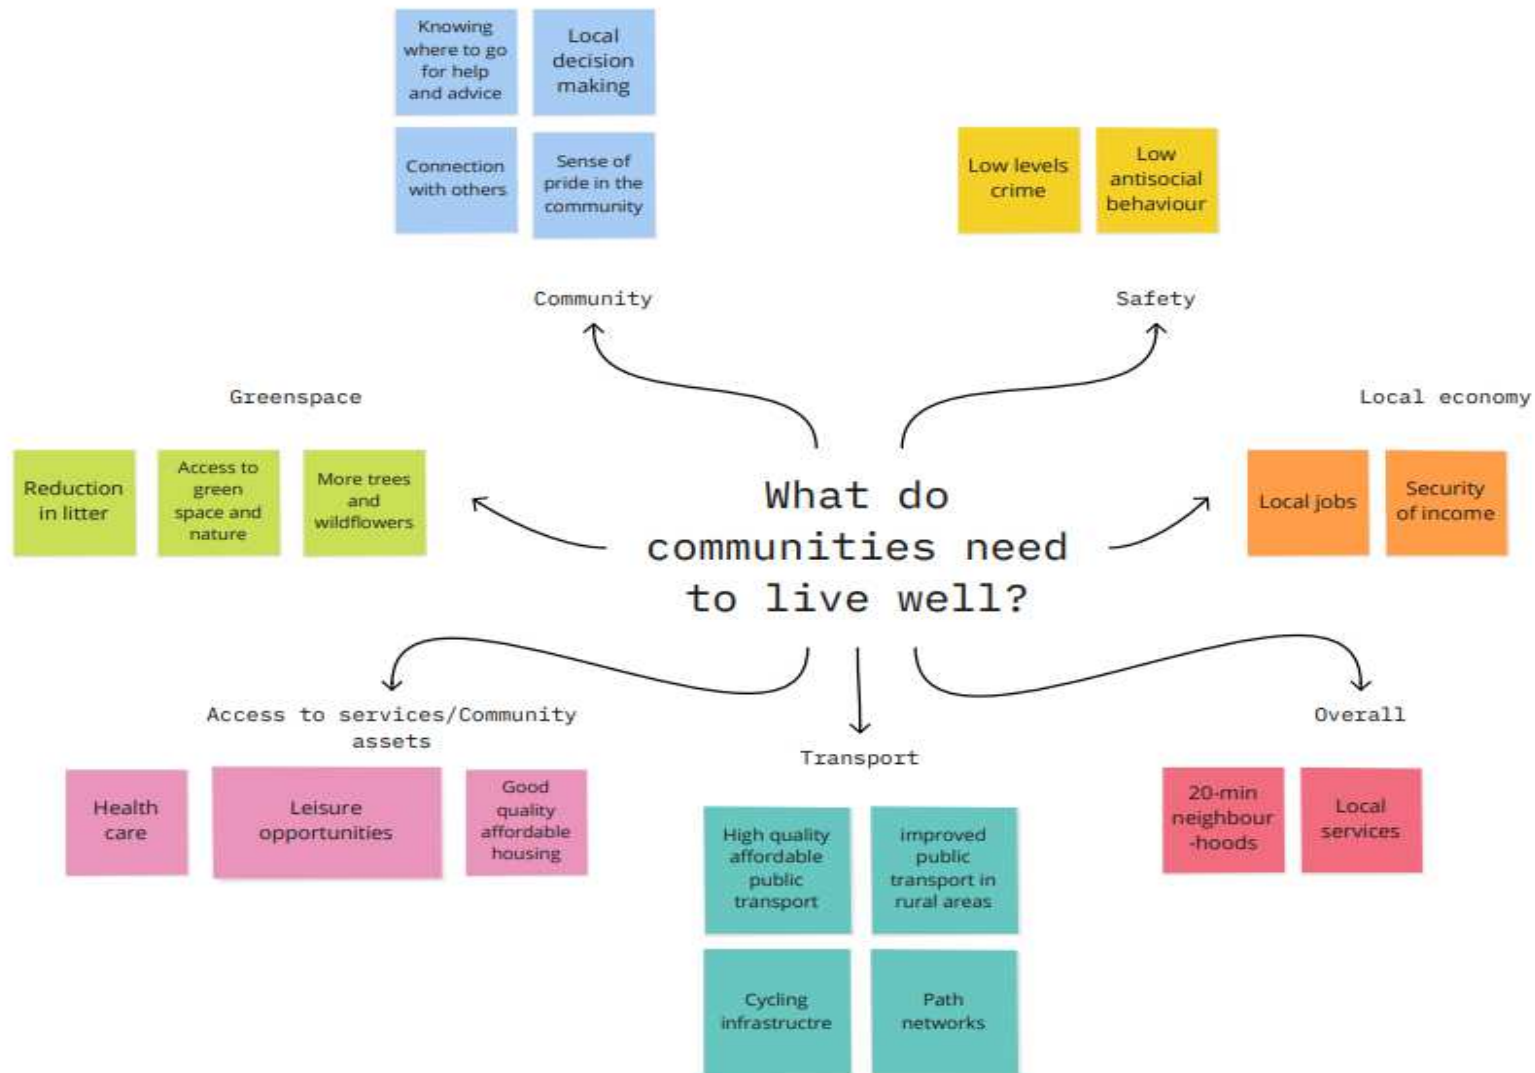 Knowing
where to go
for help
and advice
Local
decision
making
Connection
with others
Sense of
pride in the
community
Community
Low levels
crime
Low
antisocial
behaviour
Safety
Greenspace
Reduction
in litter
Access to
green
space and
nature
More trees
and
wildflowers
What do
communities need
to live well?
Local economy
Local jobs
Security
of income
Access to services/Community
assets
Health
care
Leisure
opportunities
Good
quality
affordable
housing
Transport
High quality
affordable
public
transport
improved
public
transport in
rural areas
Cycling
infrastructre
Path
networks
Overall
20-min
neighbour
-hoods
Local
services